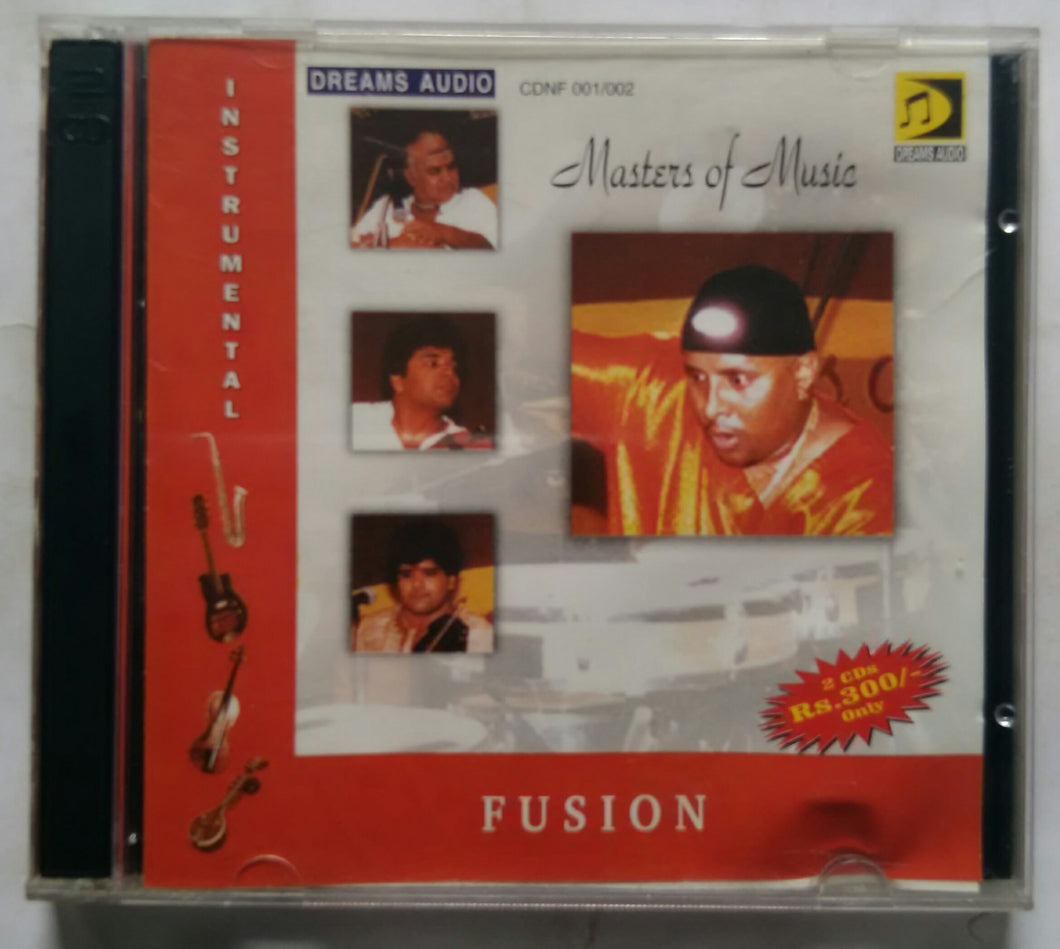 INSTRUMENTAL
DREAMS AUDIO
CDNF 001/002
DREAMS AUDIO
Masters of Music
2 CDs
Rs.300/-
Only
FUSION